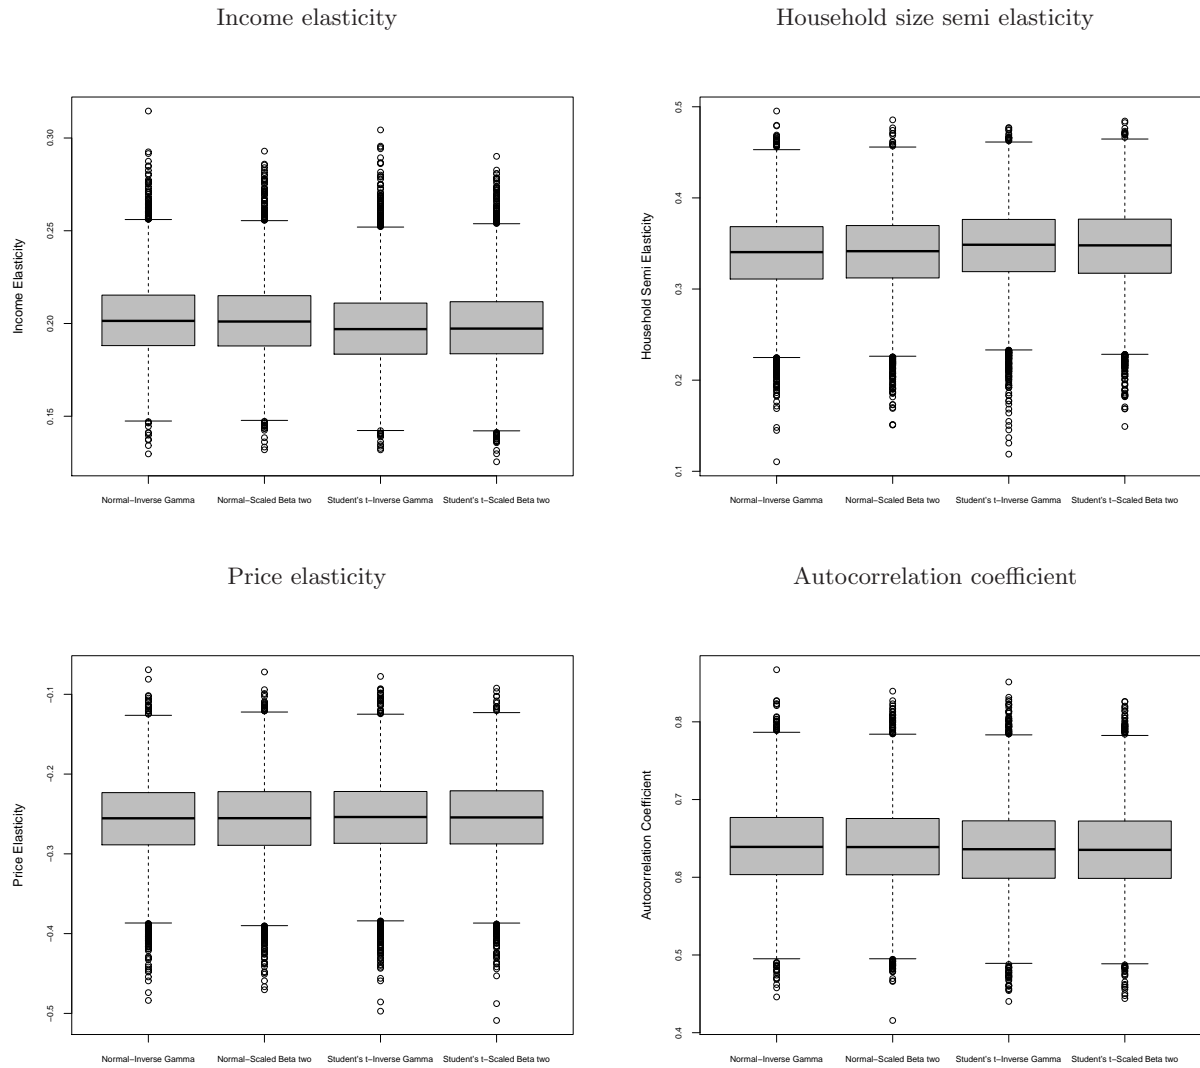 Income elasticity
Income Elasticity
0.30
0.25
0.20
0.15
Normal–Inverse Gamma Normal–Scaled Beta two Student's t–Inverse Gamma Student's t–Scaled Beta two
Household size semi elasticity
Household Semi Elasticity
0.5
0.4
0.3
0.2
0.1
Normal–Inverse Gamma Normal–Scaled Beta two Student's t–Inverse Gamma Student's t–Scaled Beta two
Price elasticity
Price Elasticity
−0.1
−0.2
−0.3
−0.4
−0.5
Normal–Inverse Gamma Normal–Scaled Beta two Student's t–Inverse Gamma Student's t–Scaled Beta two
Autocorrelation coefficient
Autocorrelation Coefficient
0.8
0.7
0.6
0.5
0.4
Normal–Inverse Gamma Normal–Scaled Beta two Student's t–Inverse Gamma Student's t–Scaled Beta two